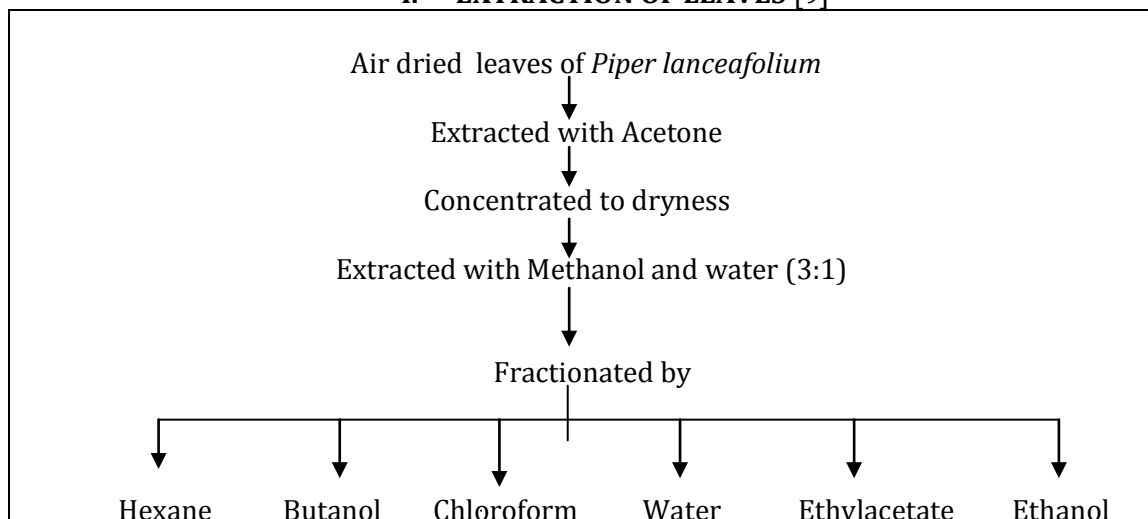 EXTRACTION OF LEAVES [9]
Air dried leaves of Piper lanceafolium
Extracted with Acetone
Concentrated to dryness
Extracted with Methanol and water (3:1)
Fractionated by
Hexane Butanol Chloroform Water Ethylacetate Ethanol